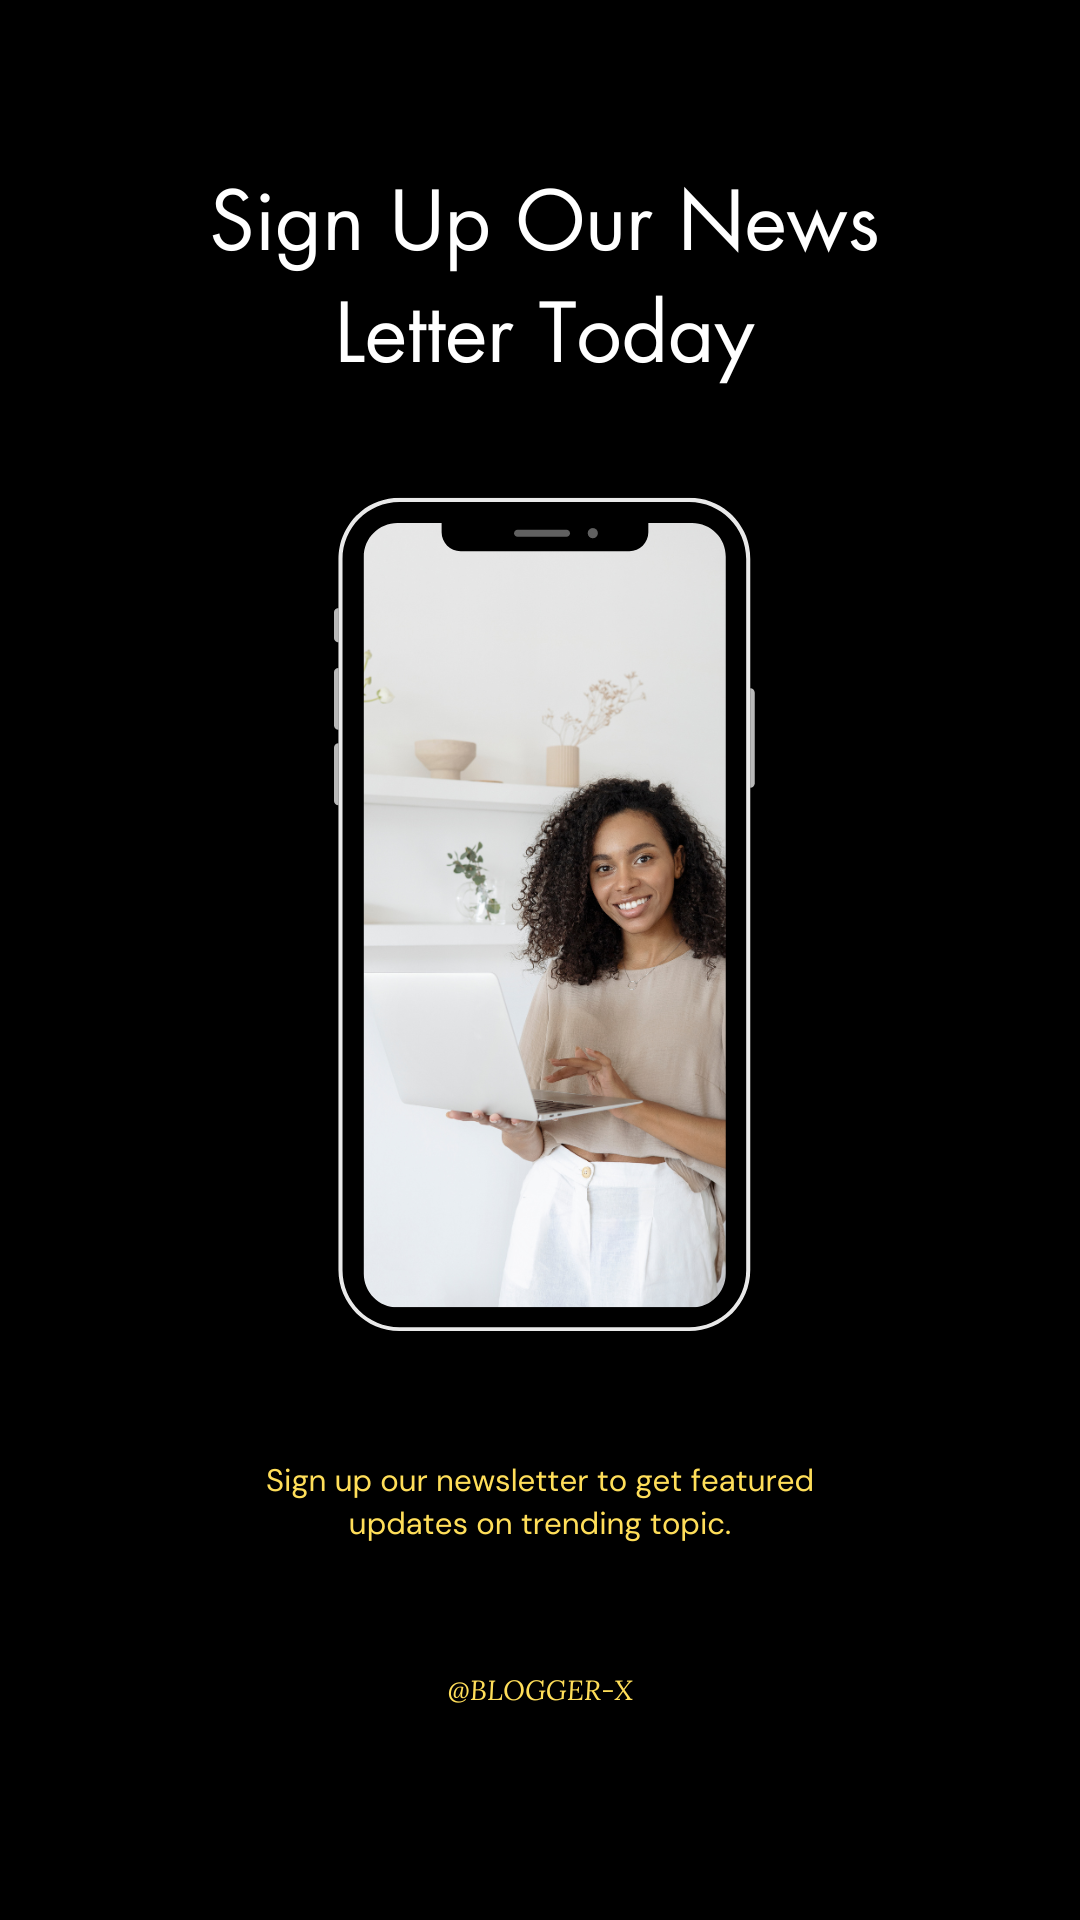 Sign Up Our News
Letter Today
Sign up our newsletter to get featured
updates on trending topic.
@BLOGGER-X